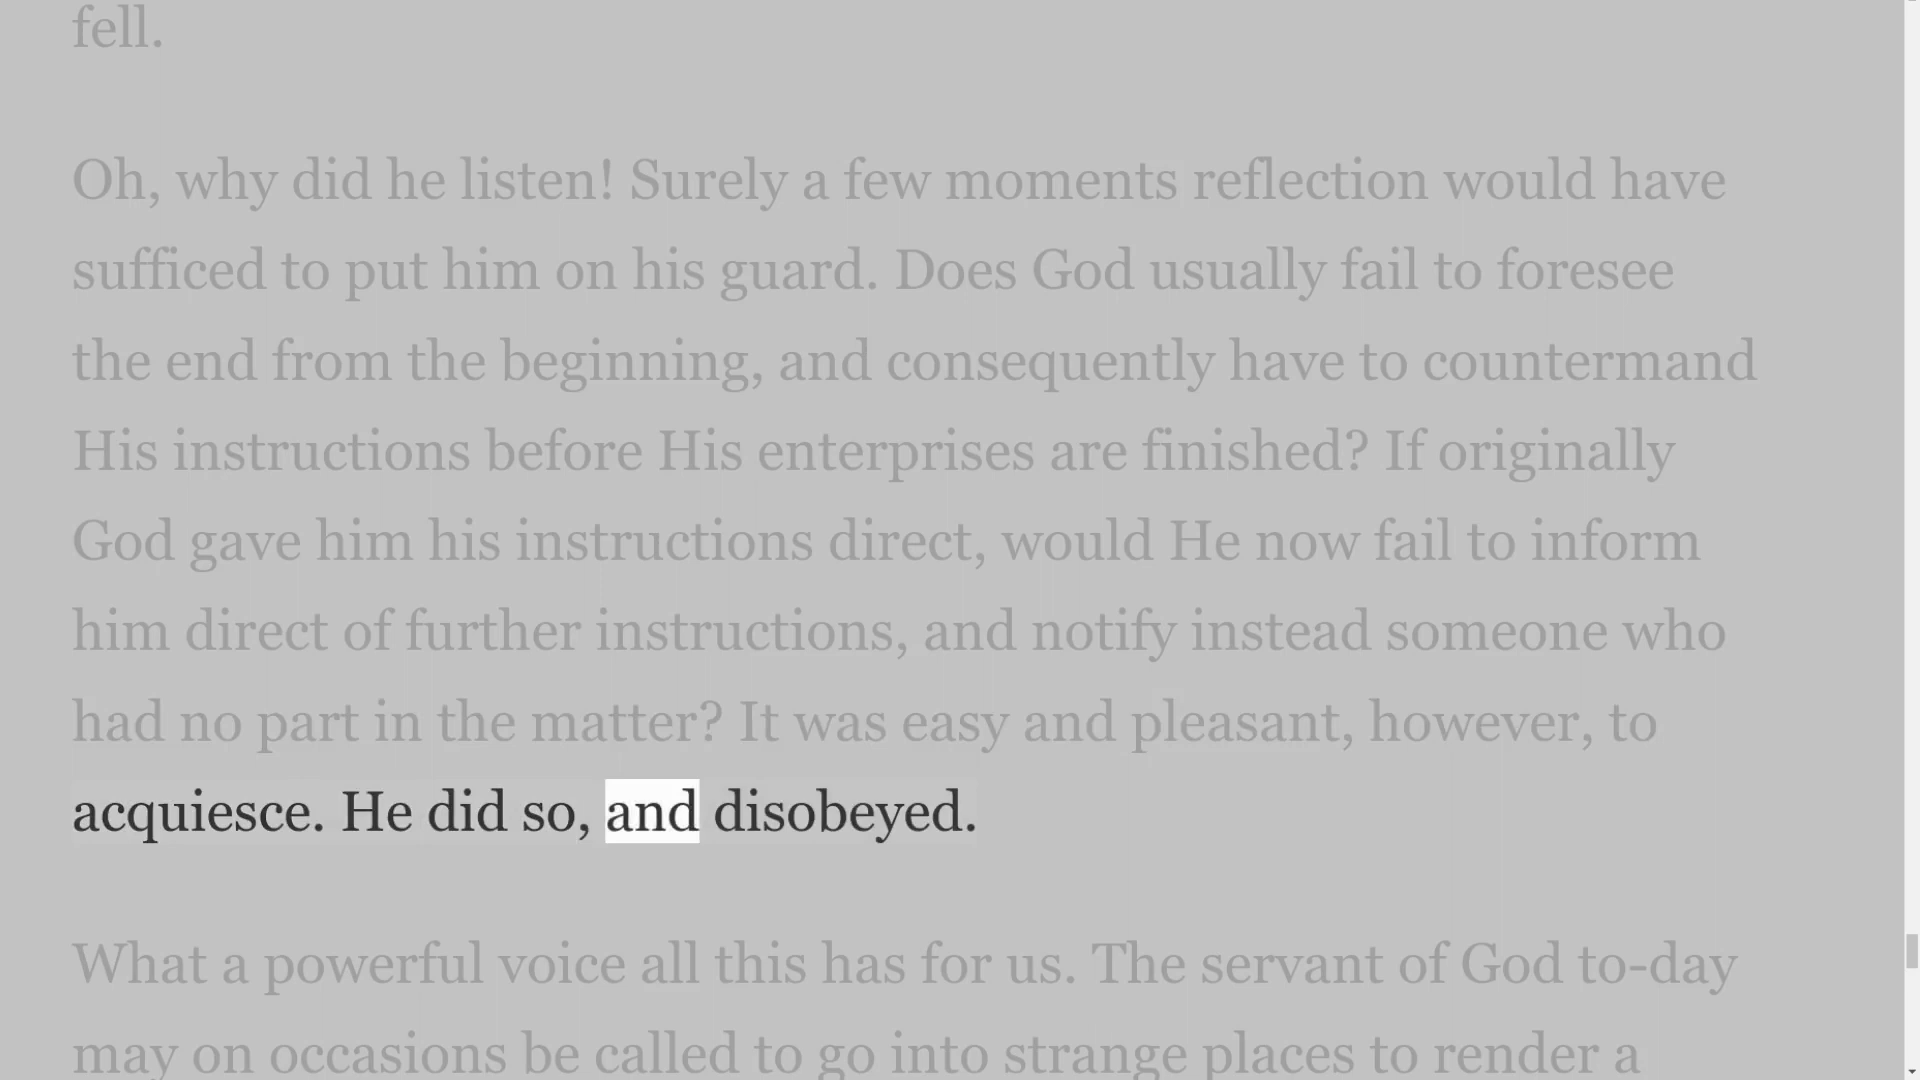 fell.
Oh, why did he listen! Surely a few moments reflection would have
sufficed to put him on his guard. Does God usually fail to foresee
the end from the beginning, and consequently have to countermand
His instructions before His enterprises are finished? If originally
God gave him his instructions direct, would He now fail to inform
him direct of further instructions, and notify instead someone who
had no part in the matter? It was easy and pleasant, however, to
acquiesce. He did so, and disobeyed.
What a powerful voice all this has for us. The servant of God to-day
may on occasions be called to go into strange places to render a